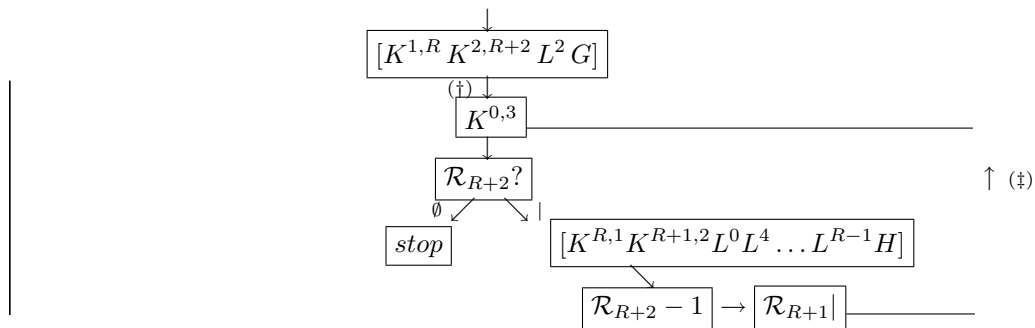 [K^{1,R} K^{2,R+2} L^2 G]
(†)
K^{0,3}
\mathcal{R}_{R+2}? ↑ (‡)
∅ |
stop [K^{R,1} K^{R+1,2} L^0 L^4 … L^{R-1} H]
\mathcal{R}_{R+2} − 1 → \mathcal{R}_{R+1}|